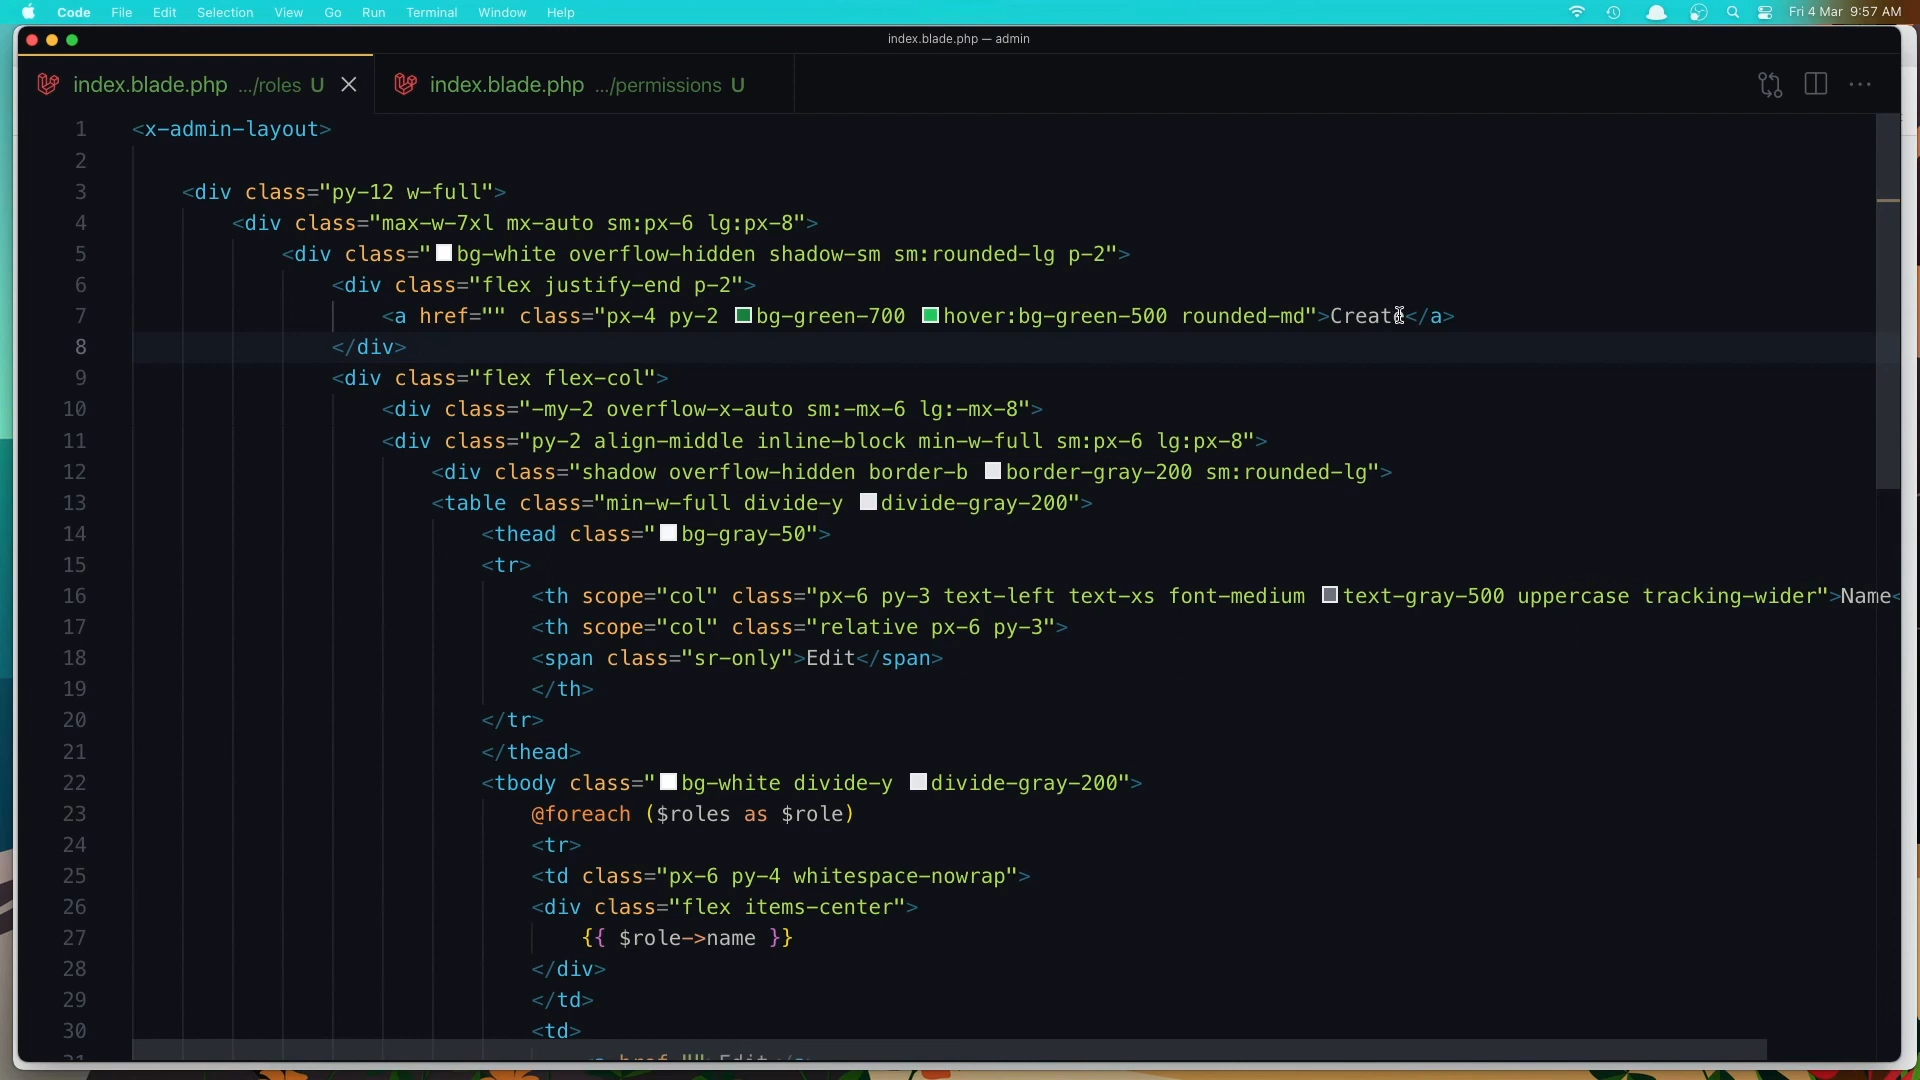 Code File Edit Selection View Go Run Terminal Window Help Fri 4 Mar 9:57 AM
index.blade.php — admin
index.blade.php .../roles U index.blade.php .../permissions U
1 <x-admin-layout>
2
3 <div class="py-12 w-full">
4 <div class="max-w-7xl mx-auto sm:px-6 lg:px-8">
5 <div class="bg-white overflow-hidden shadow-sm sm:rounded-lg p-2">
6 <div class="flex justify-end p-2">
7 <a href="" class="px-4 py-2 bg-green-700 hover:bg-green-500 rounded-md">Create</a>
8 </div>
9 <div class="flex flex-col">
10 <div class="-my-2 overflow-x-auto sm:-mx-6 lg:-mx-8">
11 <div class="py-2 align-middle inline-block min-w-full sm:px-6 lg:px-8">
12 <div class="shadow overflow-hidden border-b border-gray-200 sm:rounded-lg">
13 <table class="min-w-full divide-y divide-gray-200">
14 <thead class="bg-gray-50">
15 <tr>
16 <th scope="col" class="px-6 py-3 text-left text-xs font-medium text-gray-500 uppercase tracking-wider">Name<
17 <th scope="col" class="relative px-6 py-3">
18 <span class="sr-only">Edit</span>
19 </th>
20 </tr>
21 </thead>
22 <tbody class="bg-white divide-y divide-gray-200">
23 @foreach ($roles as $role)
24 <tr>
25 <td class="px-6 py-4 whitespace-nowrap">
26 <div class="flex items-center">
27 {{ $role->name }}
28 </div>
29 </td>
30 <td>
31 <a href="">Edit</a>